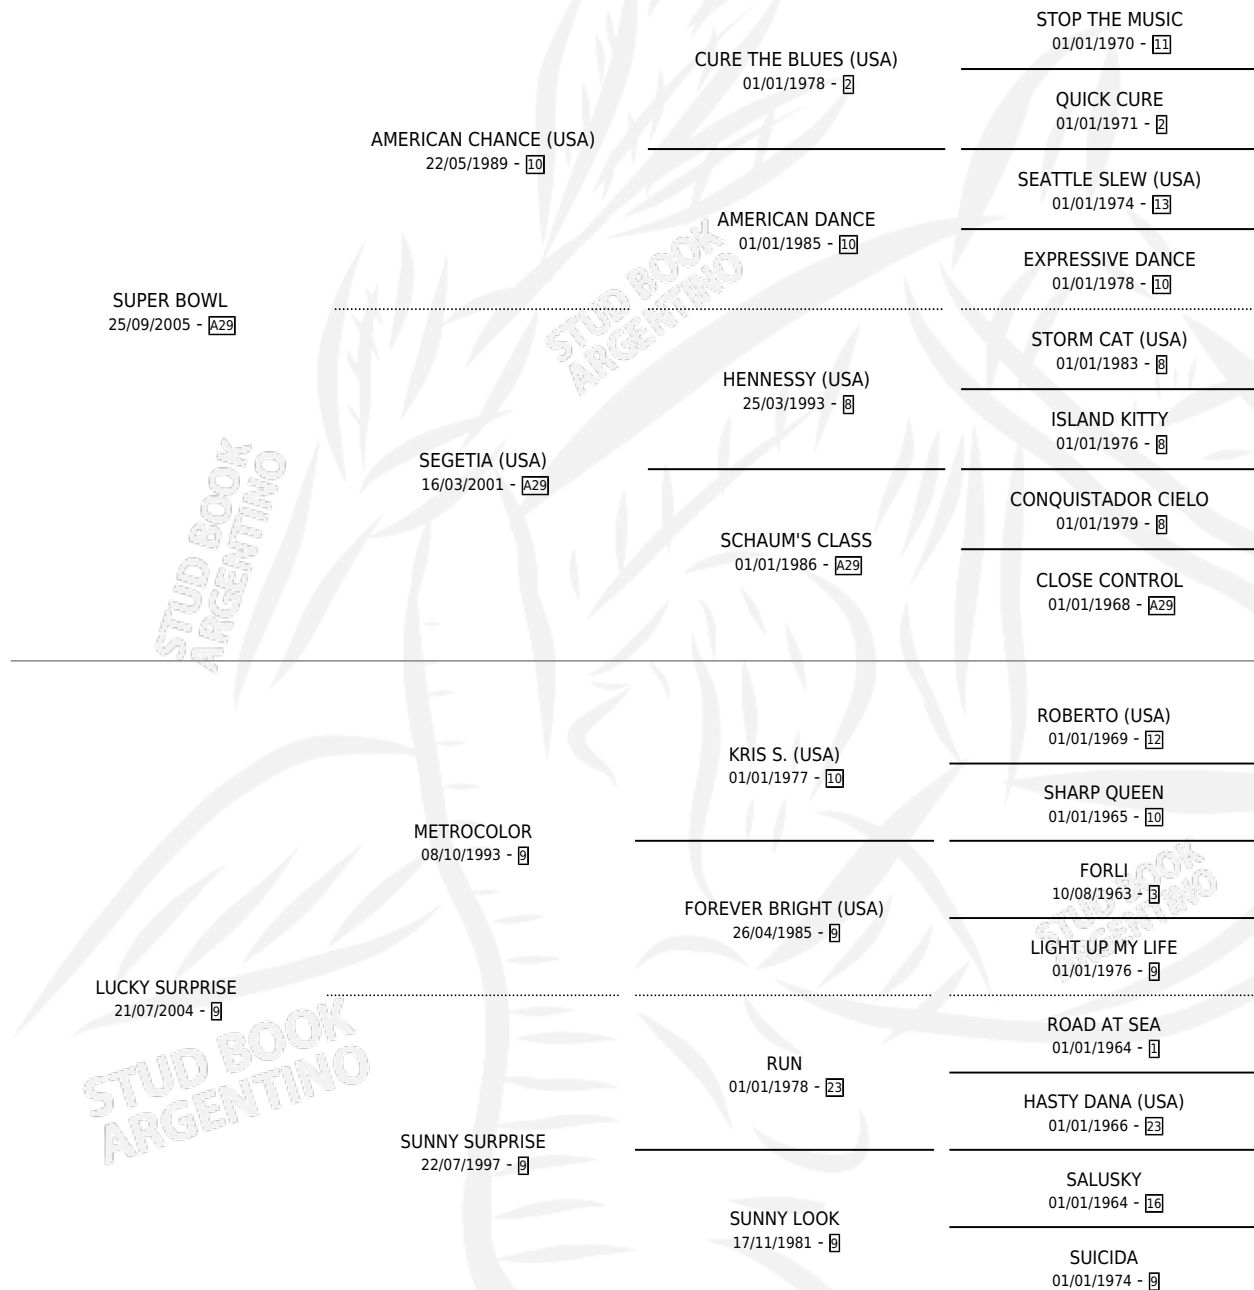 STOP THE MUSIC
01/01/1970 - 11
CURE THE BLUES (USA)
01/01/1978 - 2
QUICK CURE
01/01/1971 - 2
AMERICAN CHANCE (USA)
22/05/1989 - 10
SEATTLE SLEW (USA)
01/01/1974 - 13
AMERICAN DANCE
01/01/1985 - 10
EXPRESSIVE DANCE
01/01/1978 - 10
SUPER BOWL
25/09/2005 - A29
STORM CAT (USA)
01/01/1983 - 8
HENNESSY (USA)
25/03/1993 - 8
ISLAND KITTY
01/01/1976 - 8
SEGETIA (USA)
16/03/2001 - A29
CONQUISTADOR CIELO
01/01/1979 - 8
SCHAUM'S CLASS
01/01/1986 - A29
CLOSE CONTROL
01/01/1968 - A29
ROBERTO (USA)
01/01/1969 - 12
KRIS S. (USA)
01/01/1977 - 10
SHARP QUEEN
01/01/1965 - 10
METROCOLOR
08/10/1993 - 9
FORLI
10/08/1963 - 3
FOREVER BRIGHT (USA)
26/04/1985 - 9
LIGHT UP MY LIFE
01/01/1976 - 9
LUCKY SURPRISE
21/07/2004 - 9
ROAD AT SEA
01/01/1964 - 1
RUN
01/01/1978 - 23
HASTY DANA (USA)
01/01/1966 - 23
SUNNY SURPRISE
22/07/1997 - 9
SALUSKY
01/01/1964 - 16
SUNNY LOOK
17/11/1981 - 9
SUICIDA
01/01/1974 - 9
STUD BOOK
ARGENTINO
STUD BOOK
ARGENTINO
STUD BOOK
ARGENTINO
STUD BOOK
ARGENTINO